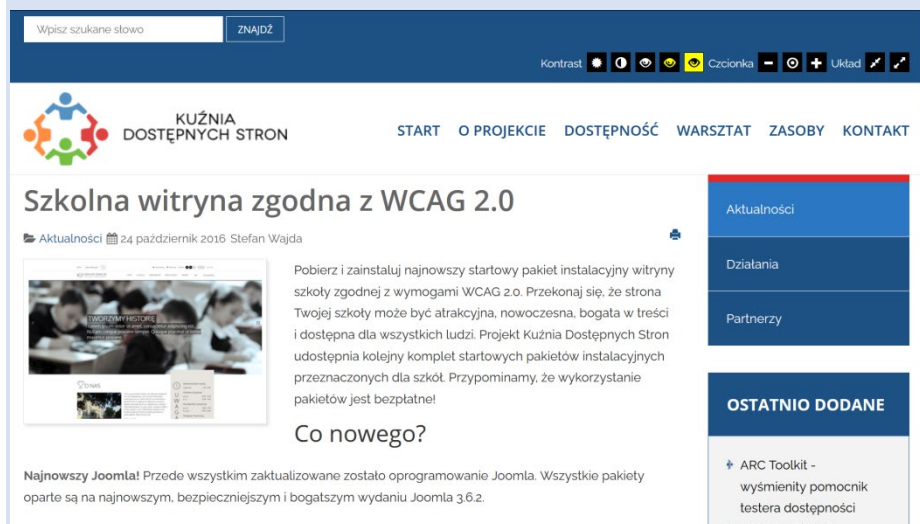 Wpisz szukane słowo
ZNAJDŹ
Kontrast
Czcionka
Układ
KUŹNIA
DOSTĘPNYCH STRON
START O PROJEKCIE DOSTĘPNOŚĆ WARSZTAT ZASOBY KONTAKT
Szkolna witryna zgodna z WCAG 2.0
Aktualności 24 październik 2016 Stefan Wajda
TWORZYMY HISTORIĘ
O NAS
Pobierz i zainstaluj najnowszy startowy pakiet instalacyjny witryny
szkoły zgodnej z wymogami WCAG 2.0. Przekonaj się, że strona
Twojej szkoły może być atrakcyjna, nowoczesna, bogata w treści
i dostępna dla wszystkich ludzi. Projekt Kuźnia Dostępnych Stron
udostępnia kolejny komplet startowych pakietów instalacyjnych
przeznaczonych dla szkół. Przypominamy, że wykorzystanie
pakietów jest bezpłatne!
Co nowego?
Najnowszy Joomla! Przede wszystkim zaktualizowane zostało oprogramowanie Joomla. Wszystkie pakiety
oparte są na najnowszym, bezpieczniejszym i bogatszym wydaniu Joomla 3.6.2.
Aktualności
Działania
Partnerzy
OSTATNIO DODANE
ARC Toolkit -
wyśmienity pomocnik
testera dostępności